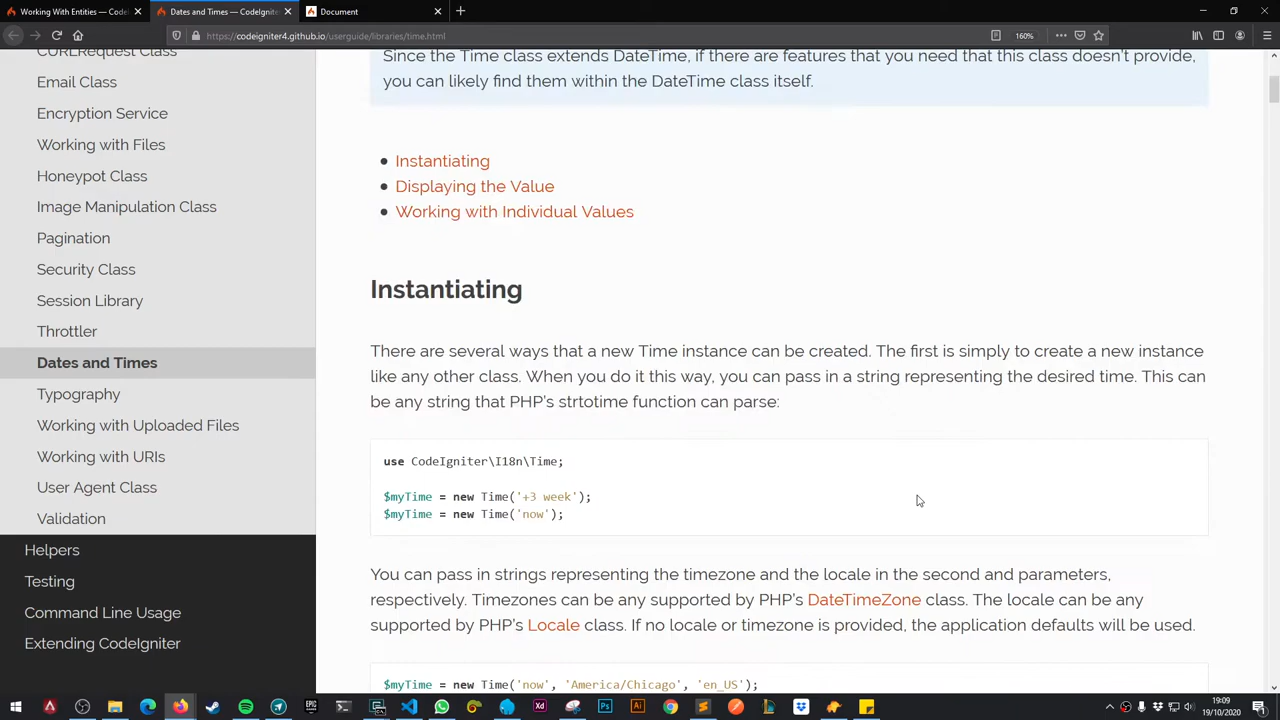 Working With Entities — Codel
Dates and Times — CodeIgnite
Document
https://codeigniter4.github.io/userguide/libraries/time.html
160%
CURLRequest Class
Email Class
Encryption Service
Working with Files
Honeypot Class
Image Manipulation Class
Pagination
Security Class
Session Library
Throttler
Dates and Times
Typography
Working with Uploaded Files
Working with URIs
User Agent Class
Validation
Helpers
Testing
Command Line Usage
Extending CodeIgniter
Since the Time class extends DateTime, if there are features that you need that this class doesn't provide,
you can likely find them within the DateTime class itself.
Instantiating
Displaying the Value
Working with Individual Values
Instantiating
There are several ways that a new Time instance can be created. The first is simply to create a new instance
like any other class. When you do it this way, you can pass in a string representing the desired time. This can
be any string that PHP's strtotime function can parse:
use CodeIgniter\I18n\Time;
$myTime = new Time('+3 week');
$myTime = new Time('now');
You can pass in strings representing the timezone and the locale in the second and parameters,
respectively. Timezones can be any supported by PHP's DateTimeZone class. The locale can be any
supported by PHP's Locale class. If no locale or timezone is provided, the application defaults will be used.
$myTime = new Time('now', 'America/Chicago', 'en_US');
19:09
19/10/2020